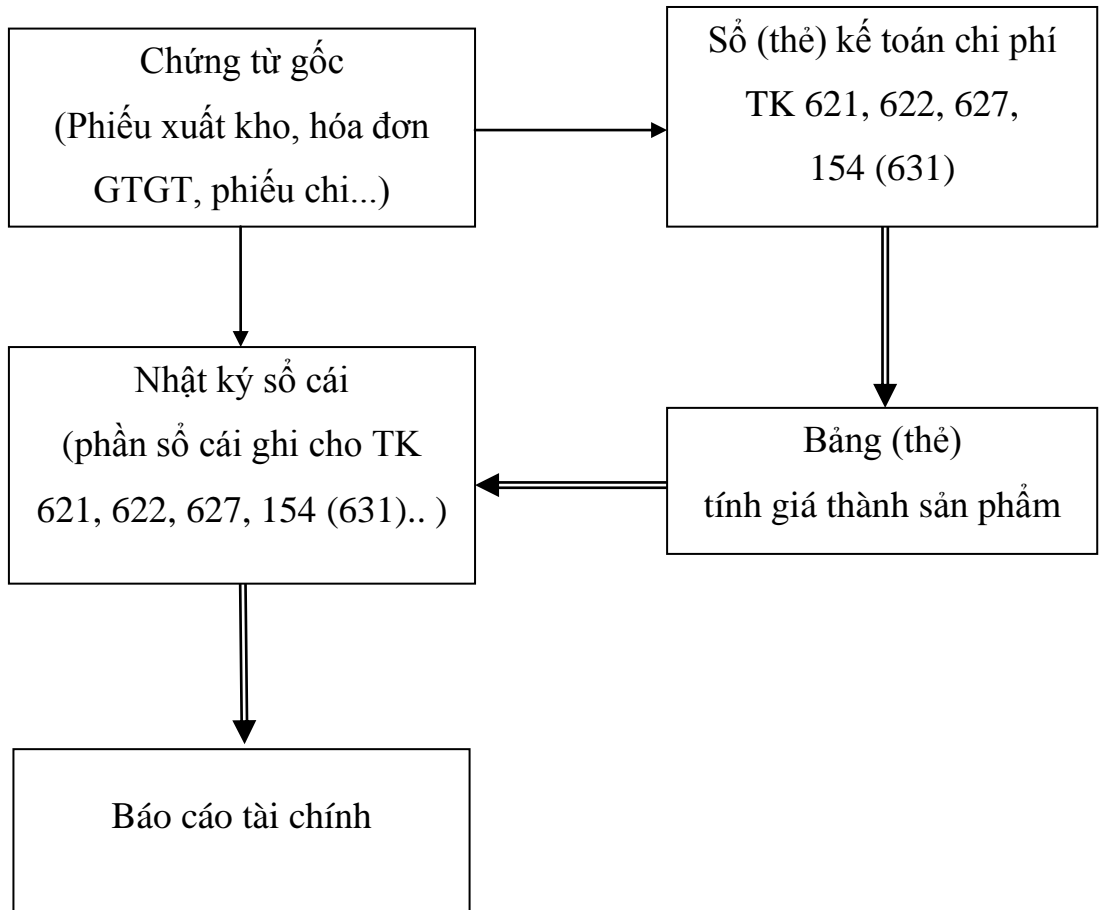 Chứng từ gốc
(Phiếu xuất kho, hóa đơn
GTGT, phiếu chi...)
Sổ (thẻ) kế toán chi phí
TK 621, 622, 627,
154 (631)
Nhật ký sổ cái
(phần sổ cái ghi cho TK
621, 622, 627, 154 (631).. )
Bảng (thẻ)
tính giá thành sản phẩm
Báo cáo tài chính